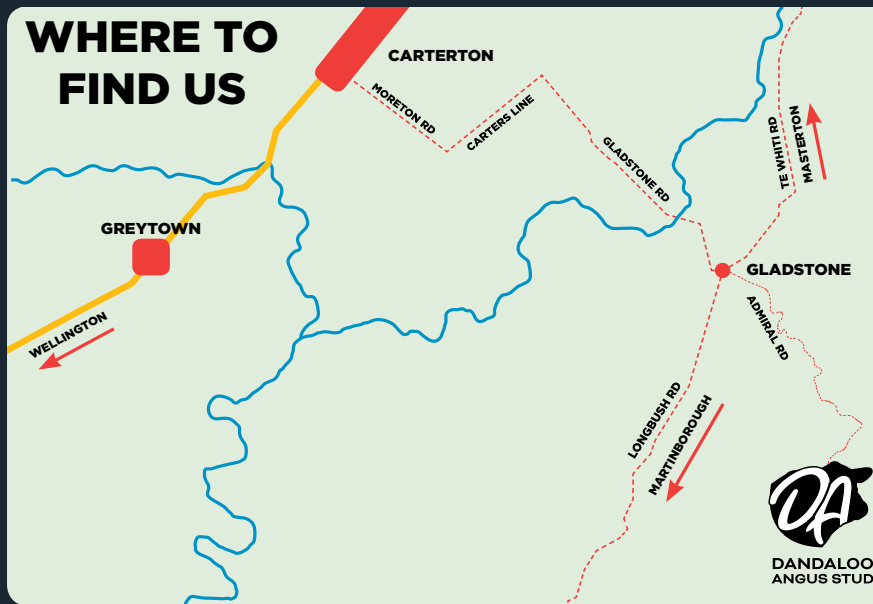 WHERE TO
FIND US
CARTERTON
MORETON RD
CARTERS LINE
GLADSTONE RD
TE WHITI RD
MASTERTON
GREYTOWN
WELLINGTON
GLADSTONE
ADMIRAL RD
LONGBUSH RD
MARTINBOROUGH
DA
DANDALOO
ANGUS STUD